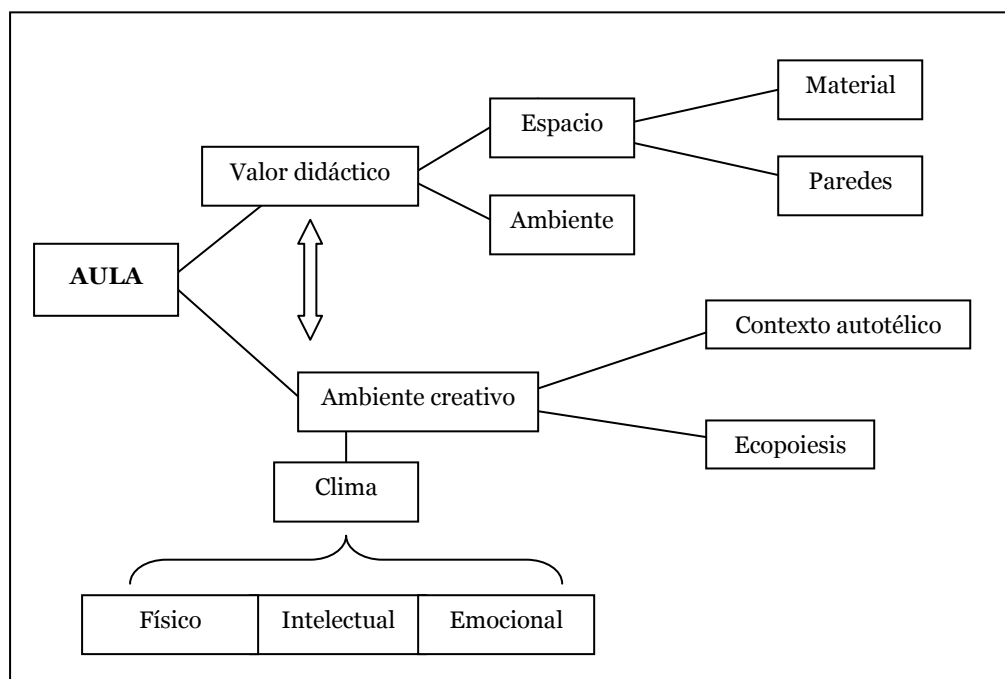 Material
Espacio
Valor didáctico
Paredes
Ambiente
AULA
Contexto autotélico
Ambiente creativo
Ecopoiesis
Clima
Físico
Intelectual
Emocional